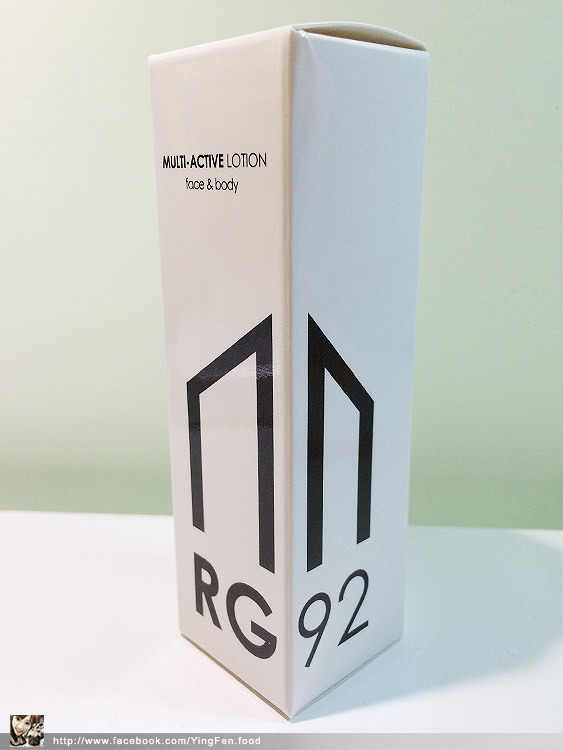 MULTI-ACTIVE LOTION
face & body
RG 92
http://www.facebook.com/YingFen.food